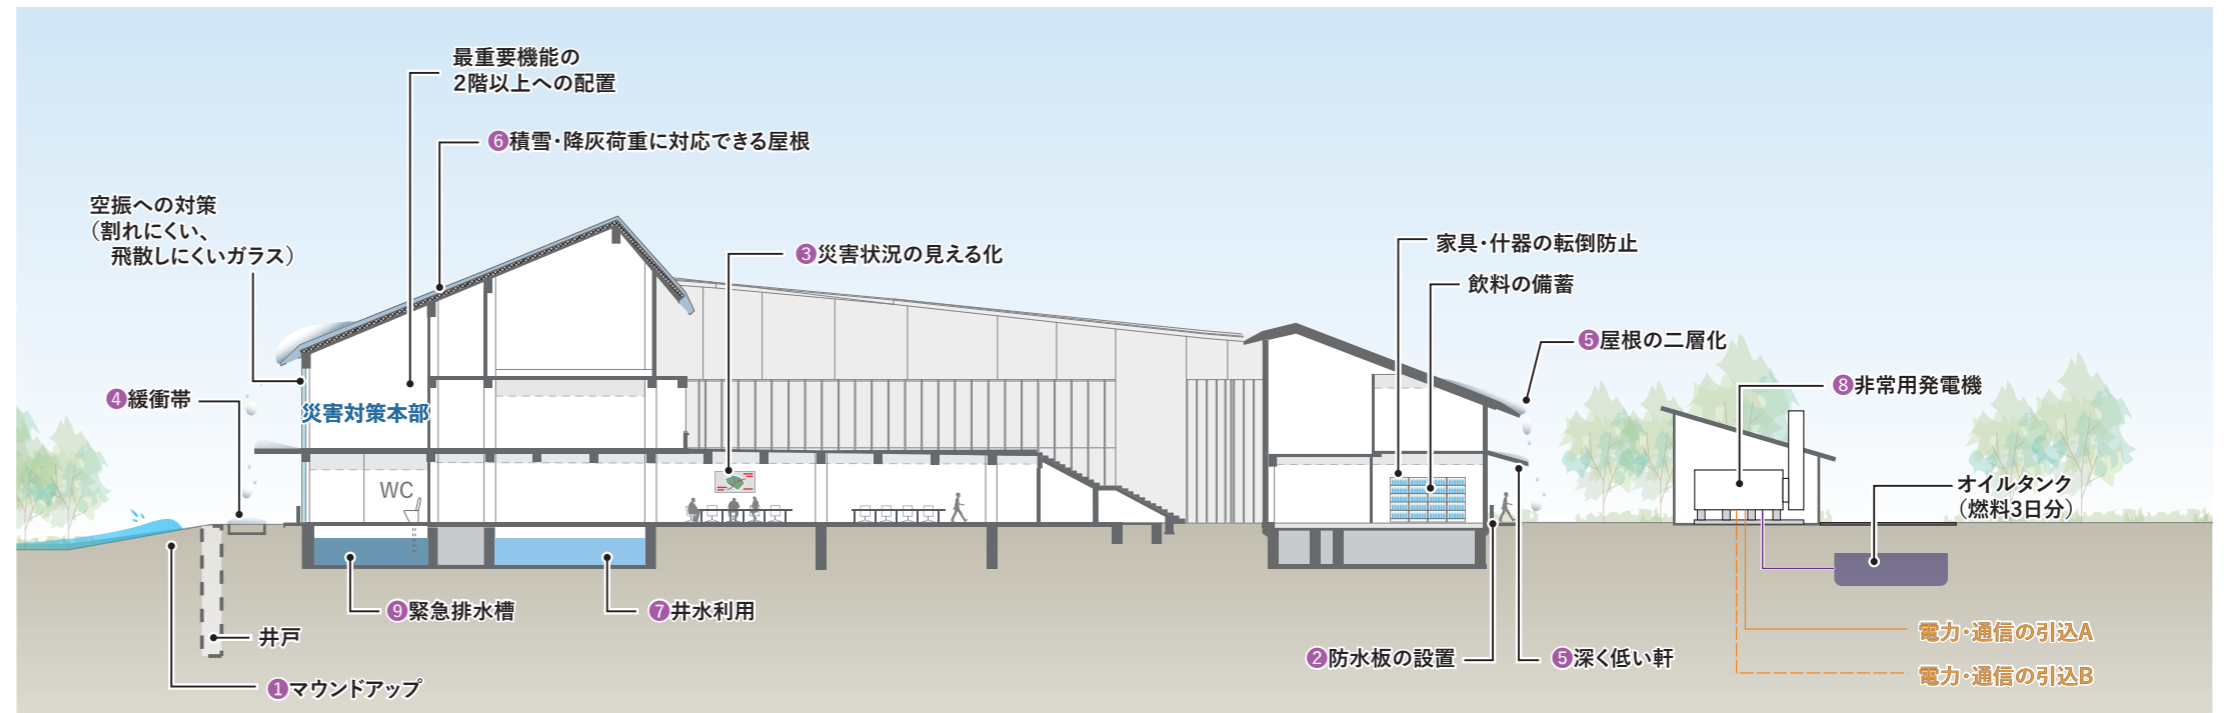 最重要機能の
2階以上への配置
❻積雪・降灰荷重に対応できる屋根
空振への対策
（割れにくい、
飛散しにくいガラス）
❸災害状況の見える化
家具・什器の転倒防止
飲料の備蓄
❺屋根の二層化
❹緩衝帯
災害対策本部
❽非常用発電機
WC
オイルタンク
（燃料3日分）
❾緊急排水槽
❼井水利用
井戸
❷防水板の設置
❺深く低い軒
電力・通信の引込A
電力・通信の引込B
❶マウンドアップ